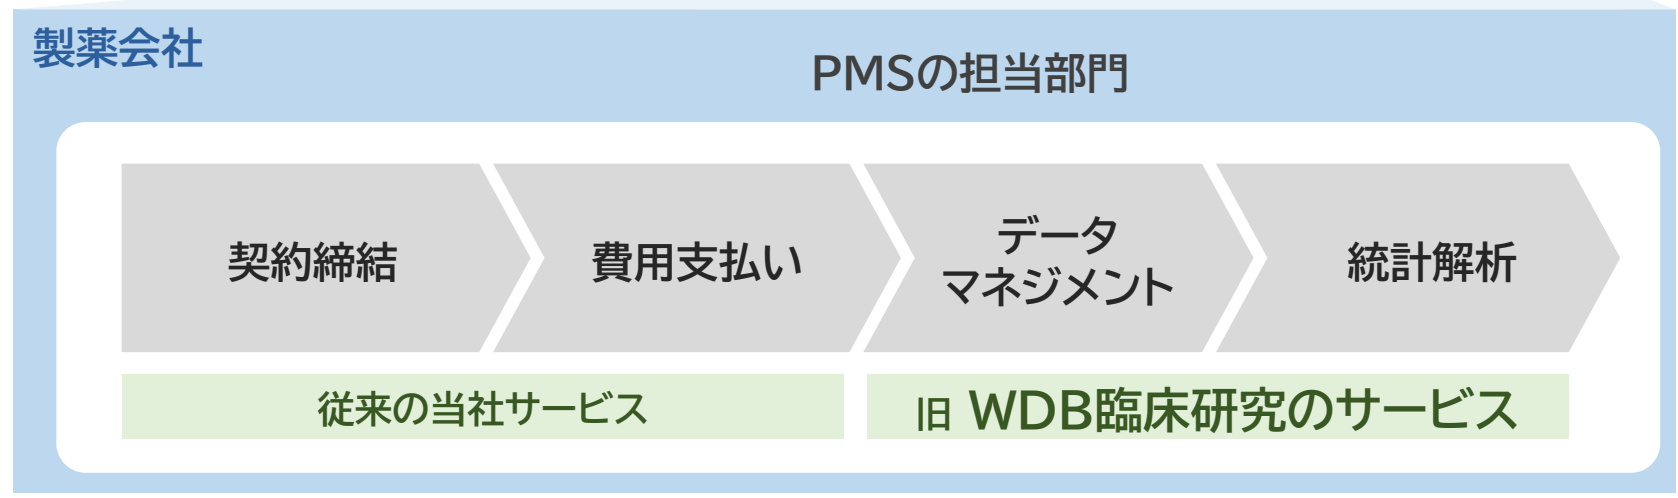 製薬会社
PMSの担当部門
契約締結
費用支払い
データ
マネジメント
統計解析
従来の当社サービス
旧 WDB臨床研究のサービス